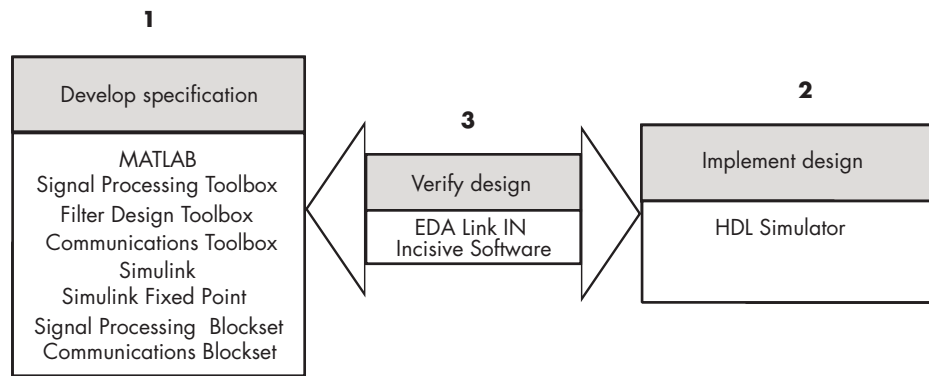 1
Develop specification
MATLAB
Signal Processing Toolbox
Filter Design Toolbox
Communications Toolbox
Simulink
Simulink Fixed Point
Signal Processing Blockset
Communications Blockset
3
Verify design
EDA Link IN
Incisive Software
2
Implement design
HDL Simulator